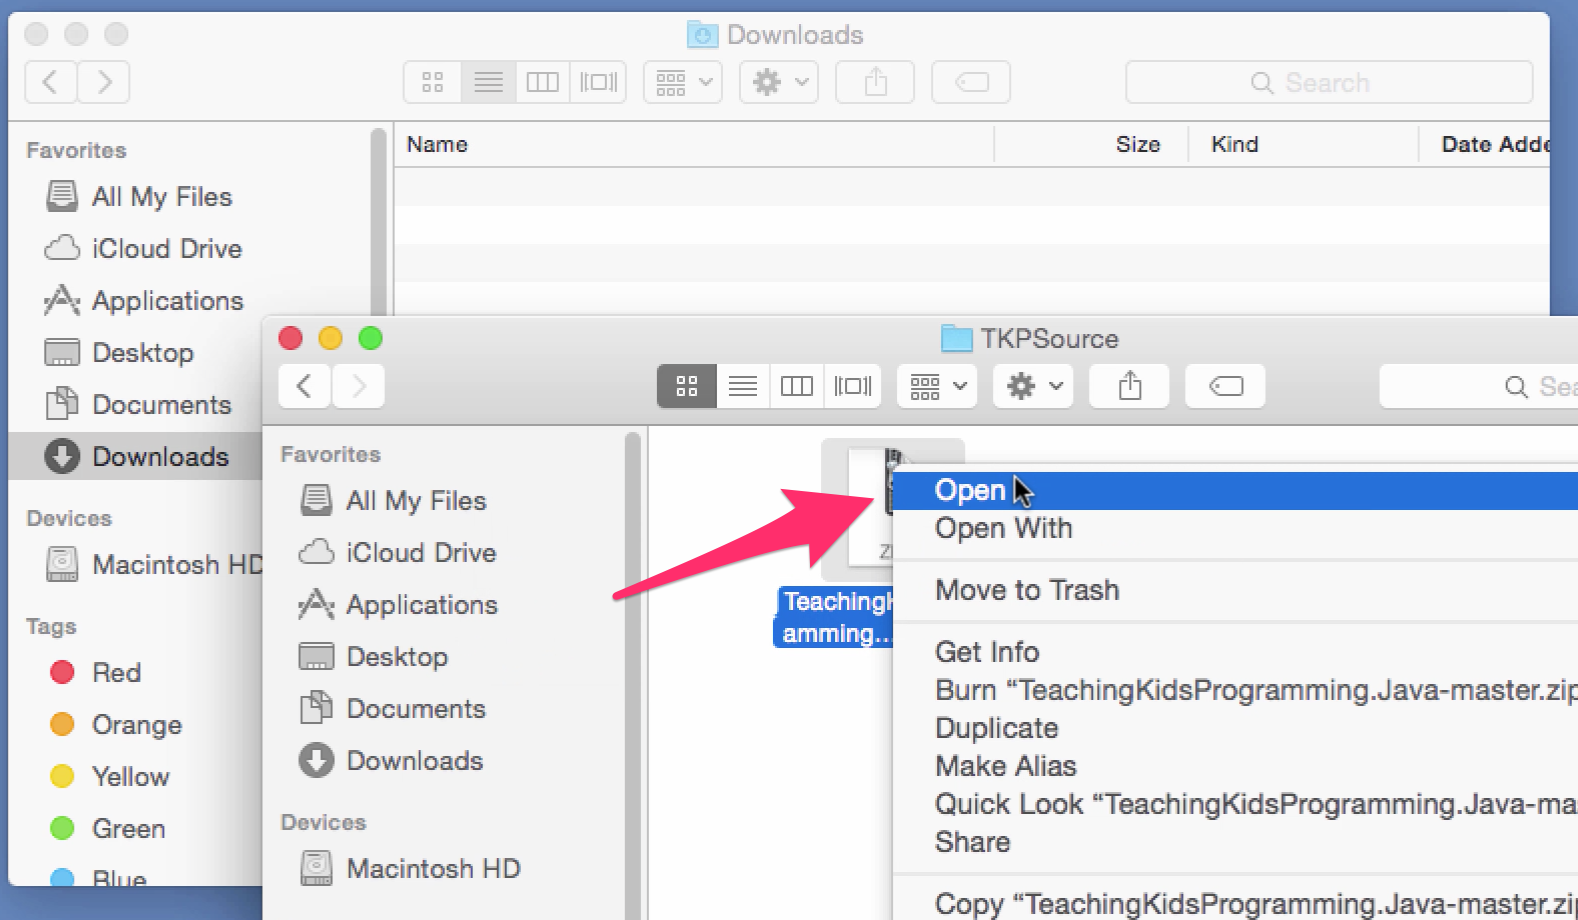 Downloads
Search
Favorites
All My Files
iCloud Drive
Applications
Desktop
Documents
Downloads
Devices
Macintosh HD
Tags
Red
Orange
Yellow
Green
Blue
Name
Size
Kind
Date Adde
TKPSource
Sea
Favorites
All My Files
iCloud Drive
Applications
Desktop
Documents
Downloads
Devices
Macintosh HD
TeachingK
amming...
Open
Open With
Move to Trash
Get Info
Burn “TeachingKidsProgramming.Java-master.zip
Duplicate
Make Alias
Quick Look “TeachingKidsProgramming.Java-ma
Share
Copy “TeachingKidsProgramming.Java-master.zip